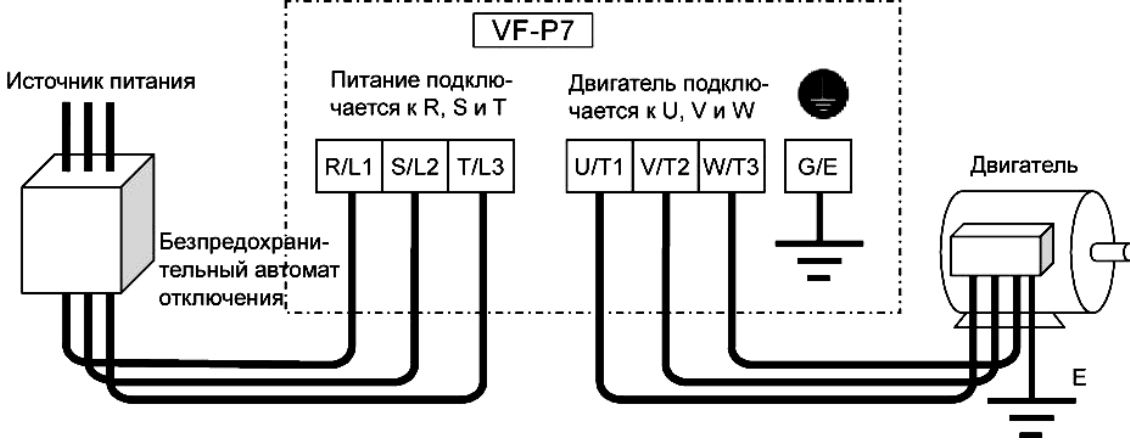 VF-P7
Источник питания
Питание подклю-
чается к R, S и T
Двигатель подклю-
чается к U, V и W
R/L1 S/L2 T/L3
U/T1 V/T2 W/T3
G/E
Двигатель
Безпредохрани-
тельный автомат
отключения
E